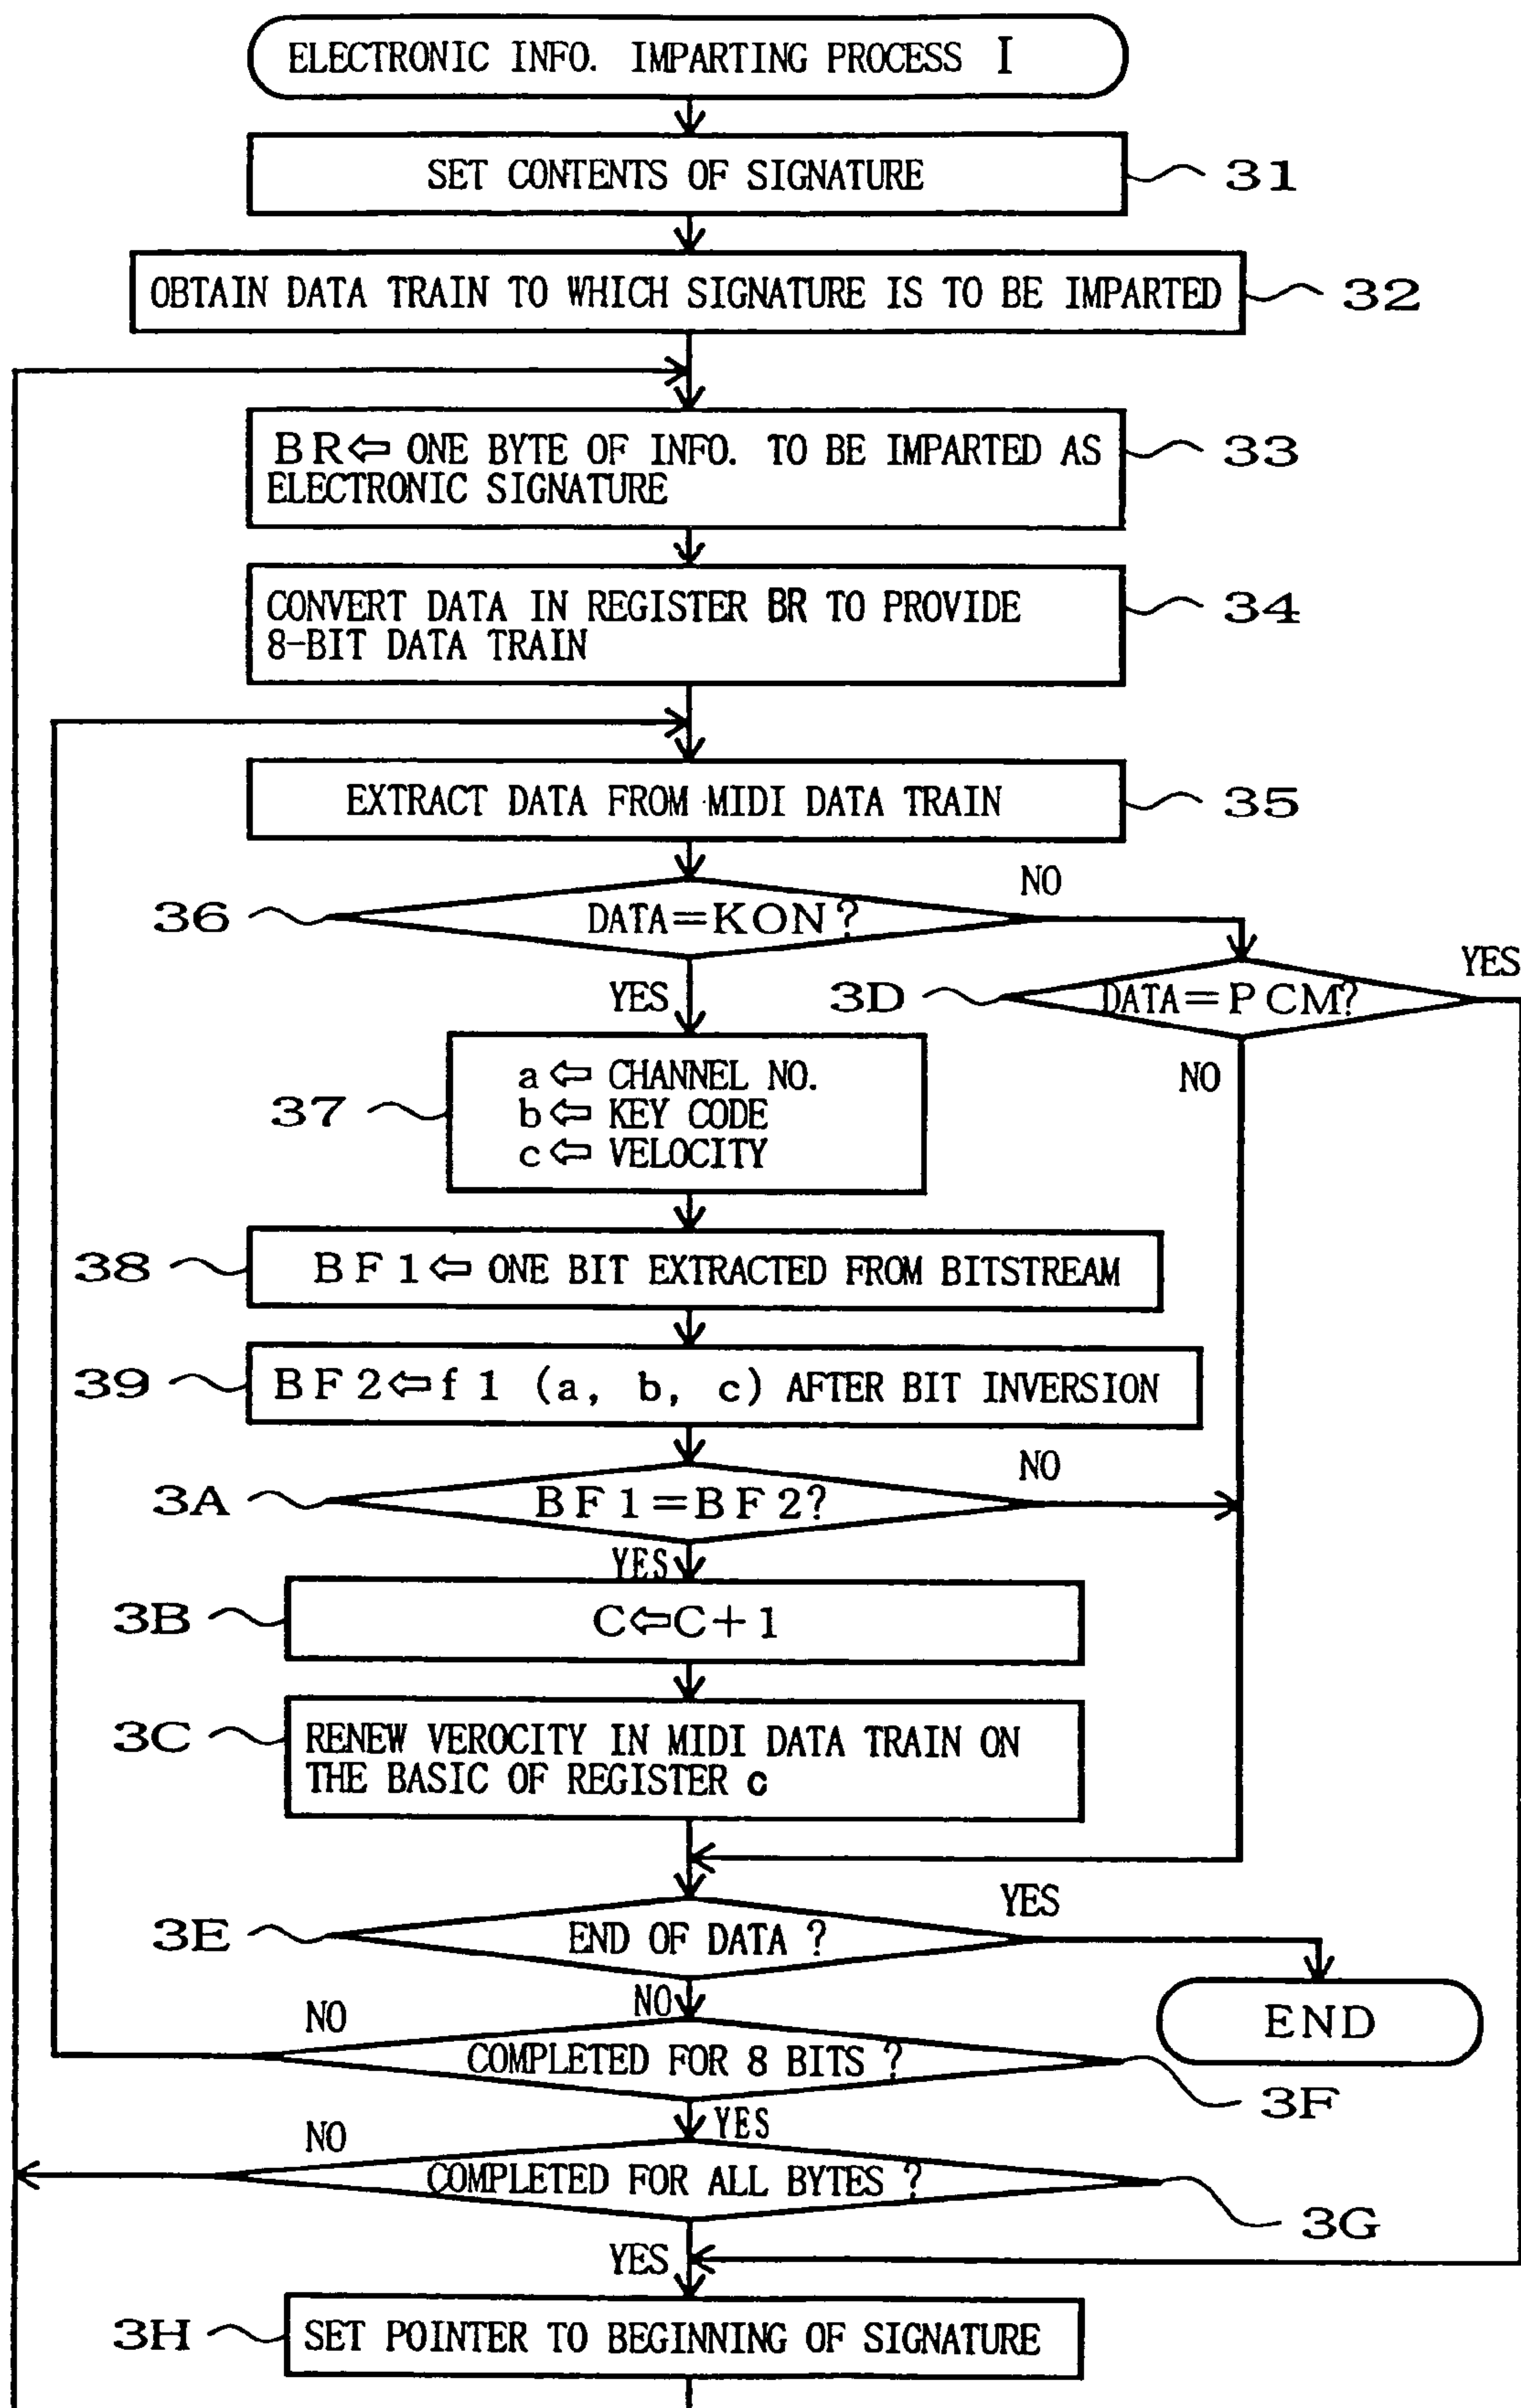 ELECTRONIC INFO. IMPARTING PROCESS I
SET CONTENTS OF SIGNATURE
31
OBTAIN DATA TRAIN TO WHICH SIGNATURE IS TO BE IMPARTED
32
BR⇦ ONE BYTE OF INFO. TO BE IMPARTED AS
ELECTRONIC SIGNATURE
33
CONVERT DATA IN REGISTER BR TO PROVIDE
8-BIT DATA TRAIN
34
EXTRACT DATA FROM MIDI DATA TRAIN
35
36
DATA=KON?
NO
YES
3D
DATA=PCM?
YES
NO
37
a⇦ CHANNEL NO.
b⇦ KEY CODE
c⇦ VELOCITY
38
BF1⇦ ONE BIT EXTRACTED FROM BITSTREAM
39
BF2⇦f1 (a, b, c) AFTER BIT INVERSION
3A
BF1=BF2?
NO
YES
3B
C⇦C+1
3C
RENEW VEROCITY IN MIDI DATA TRAIN ON
THE BASIC OF REGISTER c
3E
END OF DATA ?
YES
NO
END
NO
COMPLETED FOR 8 BITS ?
3F
YES
NO
COMPLETED FOR ALL BYTES ?
3G
YES
3H
SET POINTER TO BEGINNING OF SIGNATURE